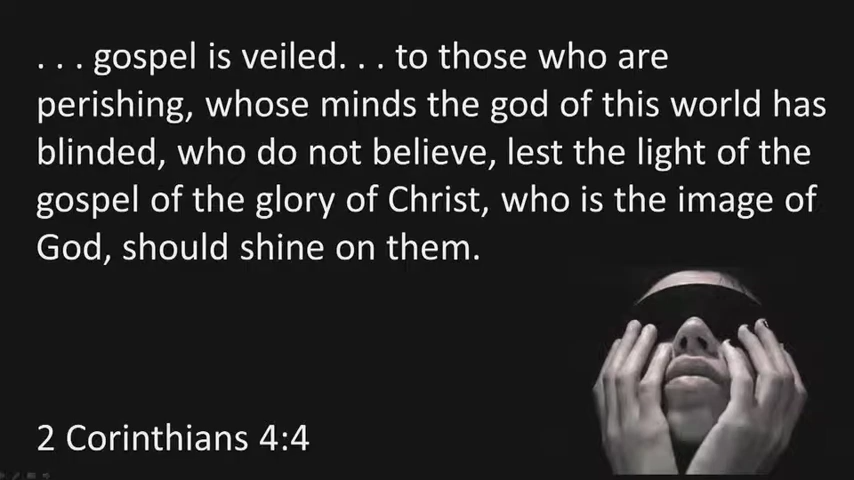 . . . gospel is veiled. . . to those who are
perishing, whose minds the god of this world has
blinded, who do not believe, lest the light of the
gospel of the glory of Christ, who is the image of
God, should shine on them.
2 Corinthians 4:4